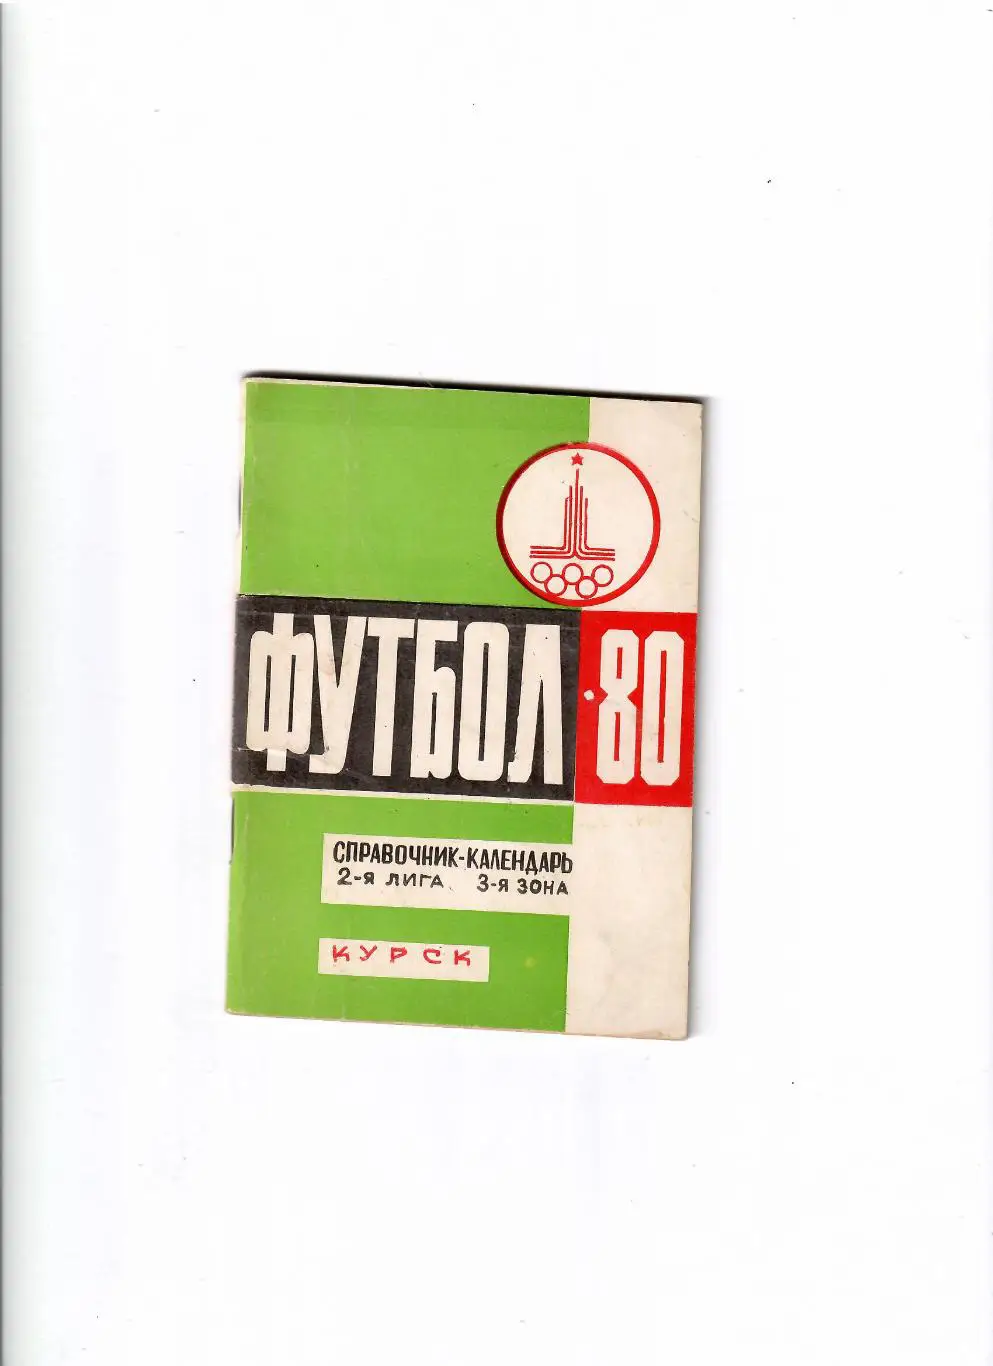 ФУТБОЛ·80
СПРАВОЧНИК-КАЛЕНДАРЬ
2-я ЛИГА 3-я ЗОНА
КУРСК